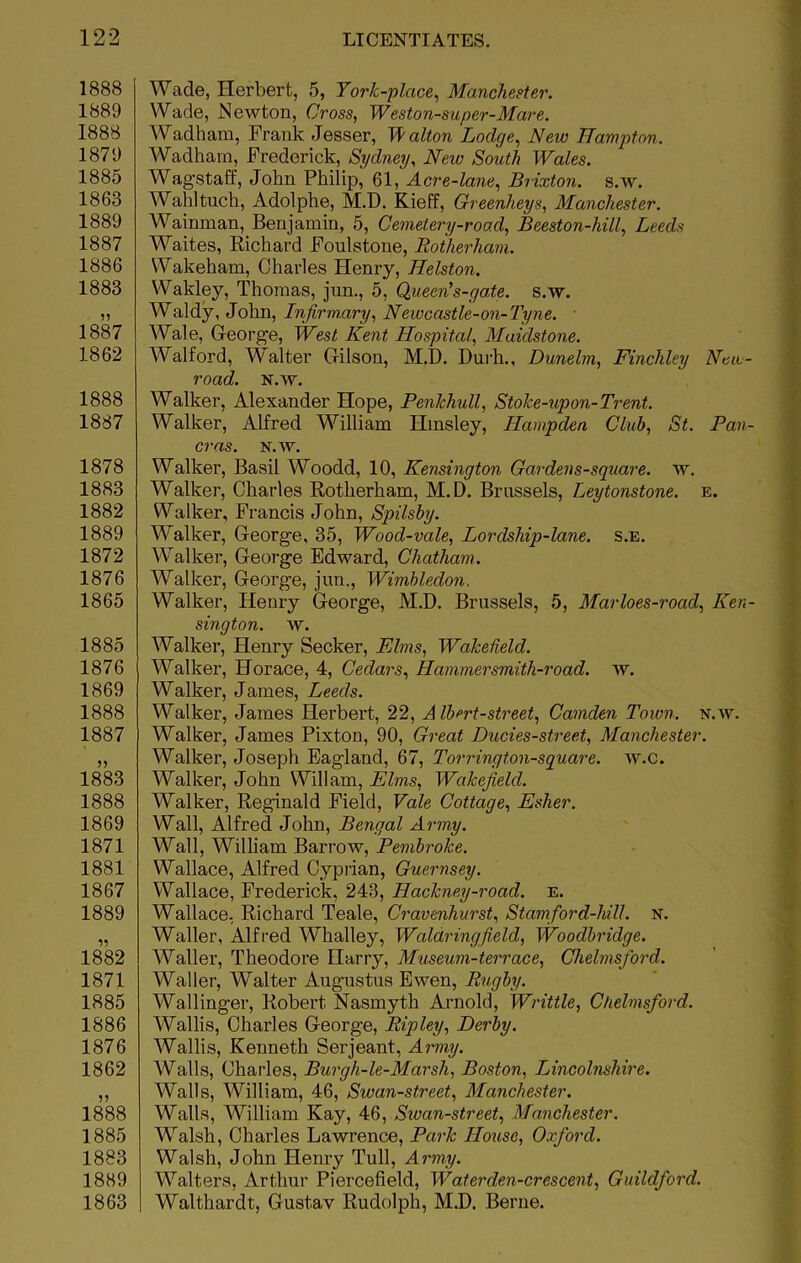 122 LICENTIATES.
1888 Wade, Herbert, 5, York-place, Manchester.
1889 Wade, Newton, Cross, Weston-super-Mare.
1888 Wadham, Frank Jesser, Walton Lodge, New Hampton.
1879 Wadham, Frederick, Sydney, New South Wales.
1885 Wagstaff, John Philip, 61, Acre-lane, Brixton. s.w.
1863 Wahltuch, Adolphe, M.D. Kieff, Greenheys, Manchester.
1889 Wainman, Benjamin, 5, Cemetery-road, Beeston-hill, Leeds
1887 Waites, Richard Foulstone, Rotherham.
1886 Wakeham, Charles Henry, Helston.
1883 Wakley, Thomas, jun., 5, Queen's-gate. s.w.
„ Waldy, John, Infirmary, Newcastle-on-Tyne.
1887 Wale, George, West Kent Hospital, Maidstone.
1862 Walford, Walter Gilson, M.D. Durh., Dunelm, Finchley New-
road. N.W.
1888 Walker, Alexander Hope, Penkhull, Stoke-upon-Trent.
1887 Walker, Alfred William Hinsley, Hampden Club, St. Pan-
cras. N.W.
1878 Walker, Basil Woodd, 10, Kensington Gardens-square. w.
1883 Walker, Charles Rotherham, M.D. Brussels, Leytonstone. E.
1882 Walker, Francis John, Spilsby.
1889 Walker, George, 35, Wood-vale, Lordship-lane. S.E.
1872 Walker, George Edward, Chatham.
1876 Walker, George, jun., Wimbledon.
1865 Walker, Henry George, M.D. Brussels, 5, Marloes-road, Ken-
sington. W.
1885 Walker, Henry Secker, Elms, Wakefield.
1876 Walker, Horace, 4, Cedars, Hammersmith-road. w.
1869 Walker, James, Leeds.
1888 Walker, James Herbert, 22, Albert-street, Camden Town. N.W.
1887 Walker, James Pixton, 90, Great Ducies-street, Manchester.
„ Walker, Joseph Eagland, 67, Torrington-square. W.C.
1883 Walker, John Willam, Elms, Wakefield.
1888 Walker, Reginald Field, Vale Cottage, Esher.
1869 Wall, Alfred John, Bengal Army.
1871 Wall, William Barrow, Pembroke.
1881 Wallace, Alfred Cyprian, Guernsey.
1867 Wallace, Frederick, 243, Hackney-road. E.
1889 Wallace, Richard Teale, Cravenhurst, Stamford-hill. N.
„ Waller, Alfred Whalley, Waldringfield, Woodbridge.
1882 Waller, Theodore Harry, Museum-terrace, Chelmsford.
1871 Waller, Walter Augustus Ewen, Rugby.
1885 Wallinger, Robert Nasmyth Arnold, Writtle, Chelmsford.
1886 Wallis, Charles George, Ripley, Derby.
1876 Wallis, Kenneth Serjeant, Army.
1862 Walls, Charles, Burgh-le-Marsh, Boston, Lincolnshire.
„ Walls, William, 46, Swan-street, Manchester.
1888 Walls, William Kay, 46, Swan-street, Manchester.
1885 Walsh, Charles Lawrence, Park House, Oxford.
1883 Walsh, John Henry Tull, Army.
1889 Walters, Arthur Piercefield, Waterden-crescent, Guildford.
1863 Walthardt, Gustav Rudolph, M.D. Berne.